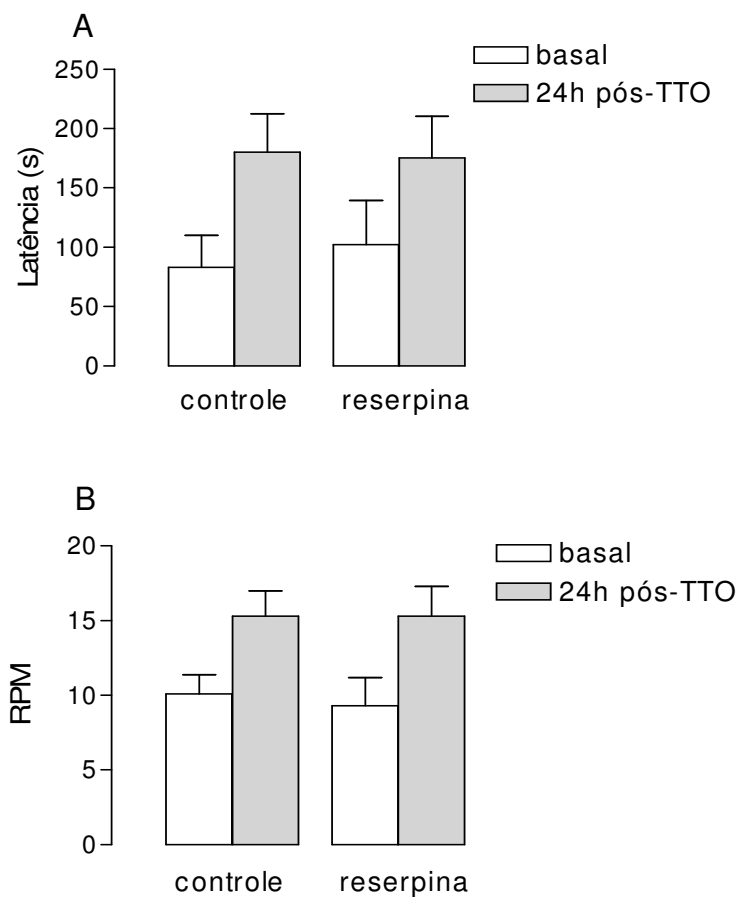 A
basal
24h pós-TTO
Latência (s)
250
200
150
100
50
0
controle reserpina
B
basal
24h pós-TTO
RPM
20
15
10
5
0
controle reserpina